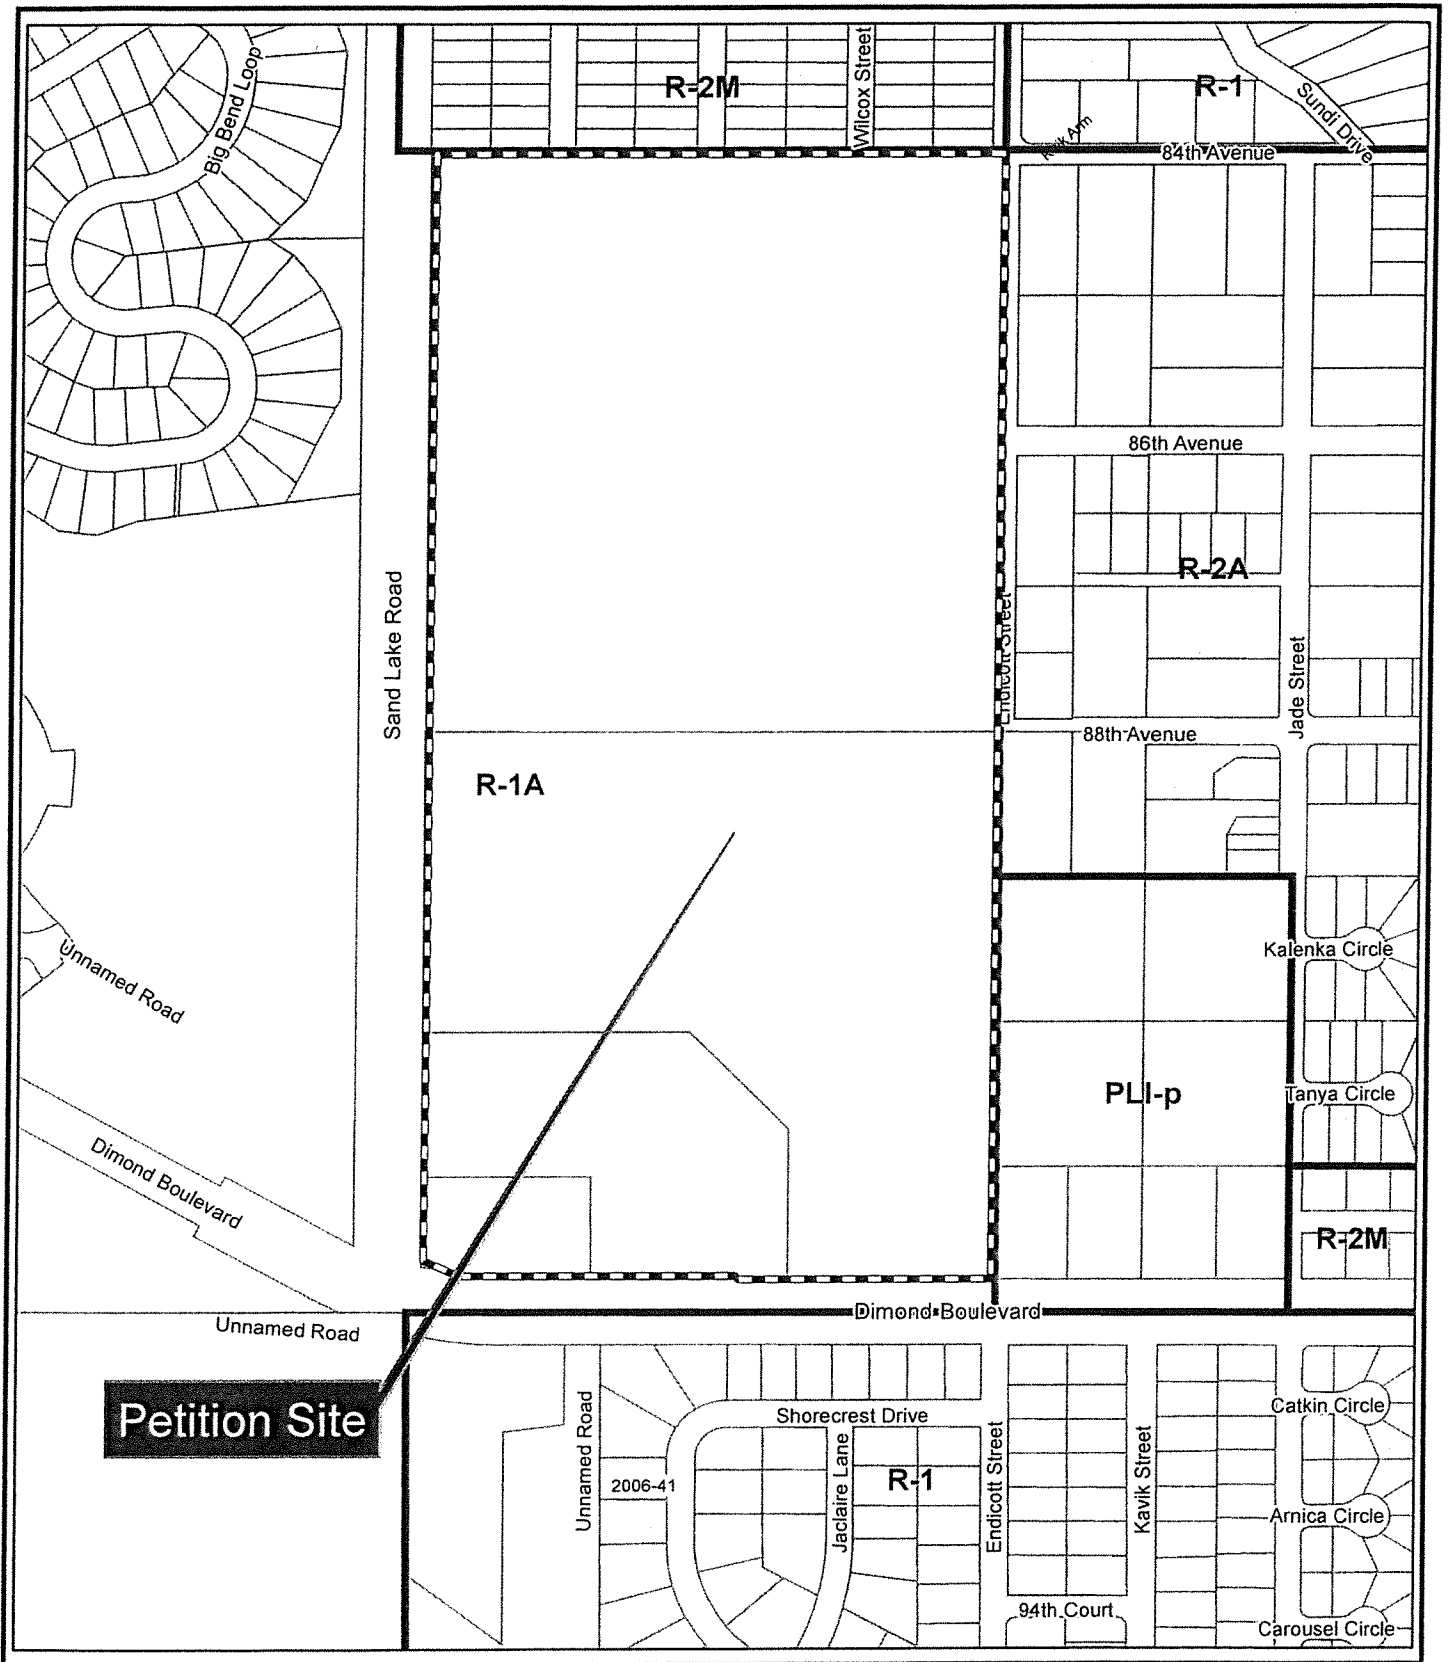 Big Bend Loop
R-2M
Wilcox Street
R-1
Sundi Drive
84th Avenue
86th Avenue
R-2A
Sand Lake Road
Endicott Street
Jade Street
88th Avenue
R-1A
Kalenka Circle
Unnamed Road
PLI-p
Tanya Circle
Dimond Boulevard
R-2M
Dimond Boulevard
Unnamed Road
Petition Site
Shorecrest Drive
Catkin Circle
Unnamed Road
2006-41
Jaclaire Lane
R-1
Endicott Street
Kavik Street
Arnica Circle
94th Court
Carousel Circle